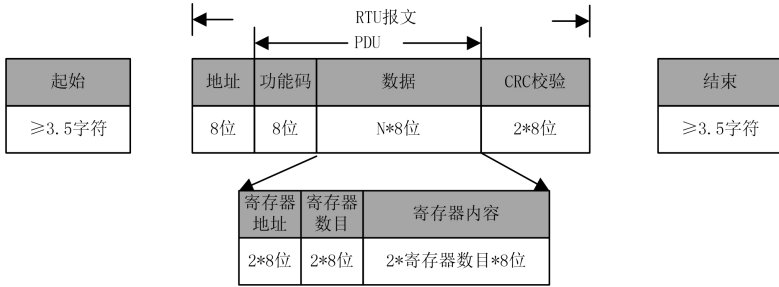 RTU报文
PDU
起始
地址 功能码 数据 CRC校验
结束
≥3.5字符
8位 8位 N*8位 2*8位
≥3.5字符
寄存器地址 寄存器数目 寄存器内容
2*8位 2*8位 2*寄存器数目*8位